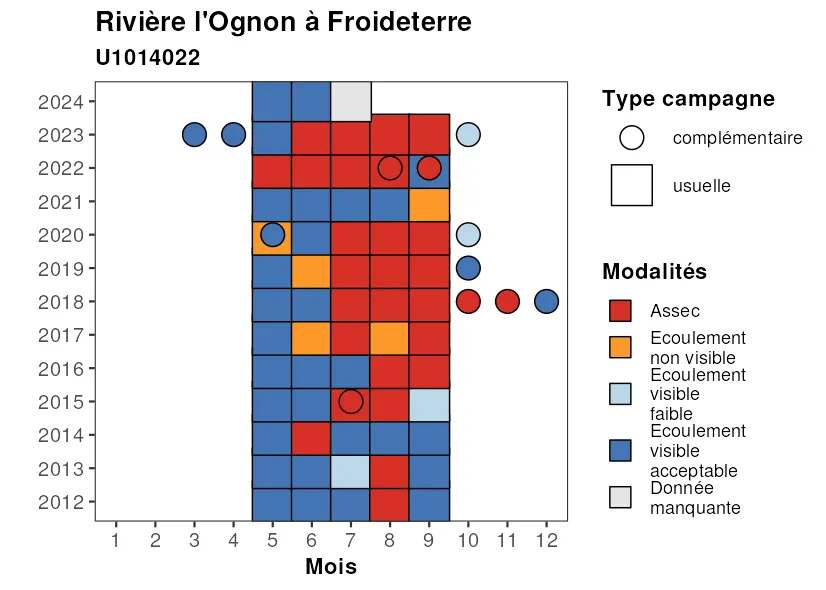 Rivière l'Ognon à Froideterre
U1014022
2024
2023
2022
2021
2020
2019
2018
2017
2016
2015
2014
2013
2012
1 2 3 4 5 6 7 8 9 10 11 12
Mois
Type campagne
complémentaire
usuelle
Modalités
Assec
Ecoulement
non visible
Ecoulement
visible
faible
Ecoulement
visible
acceptable
Donnée
manquante